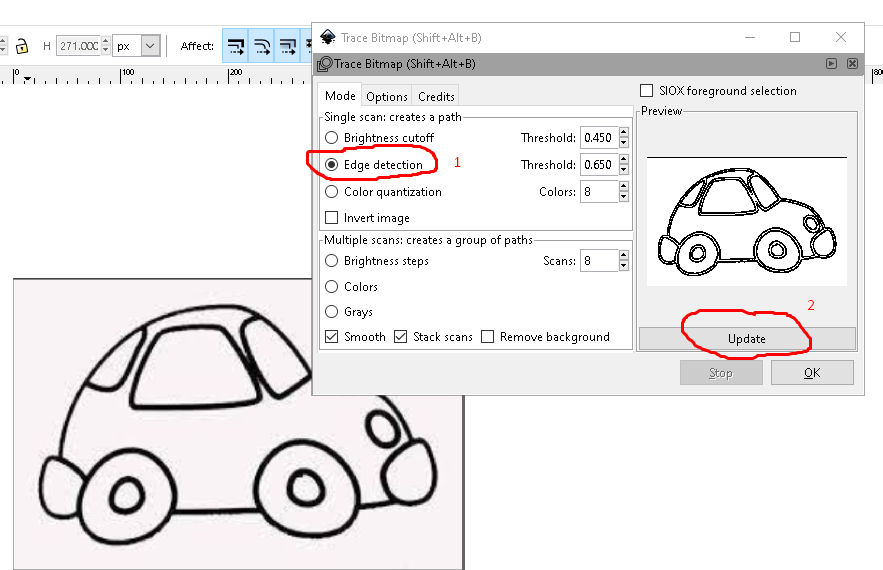 Trace Bitmap (Shift+Alt+B)
H 271.000 px Affect:
Trace Bitmap (Shift+Alt+B)
0 100 200 800
Mode Options Credits
SIOX foreground selection
Preview
Single scan: creates a path
Brightness cutoff Threshold: 0.450
Edge detection 1 Threshold: 0.650
Color quantization Colors: 8
Invert image
Multiple scans: creates a group of paths
Brightness steps Scans: 8
Colors
Grays
Smooth Stack scans Remove background
2
Update
Stop OK